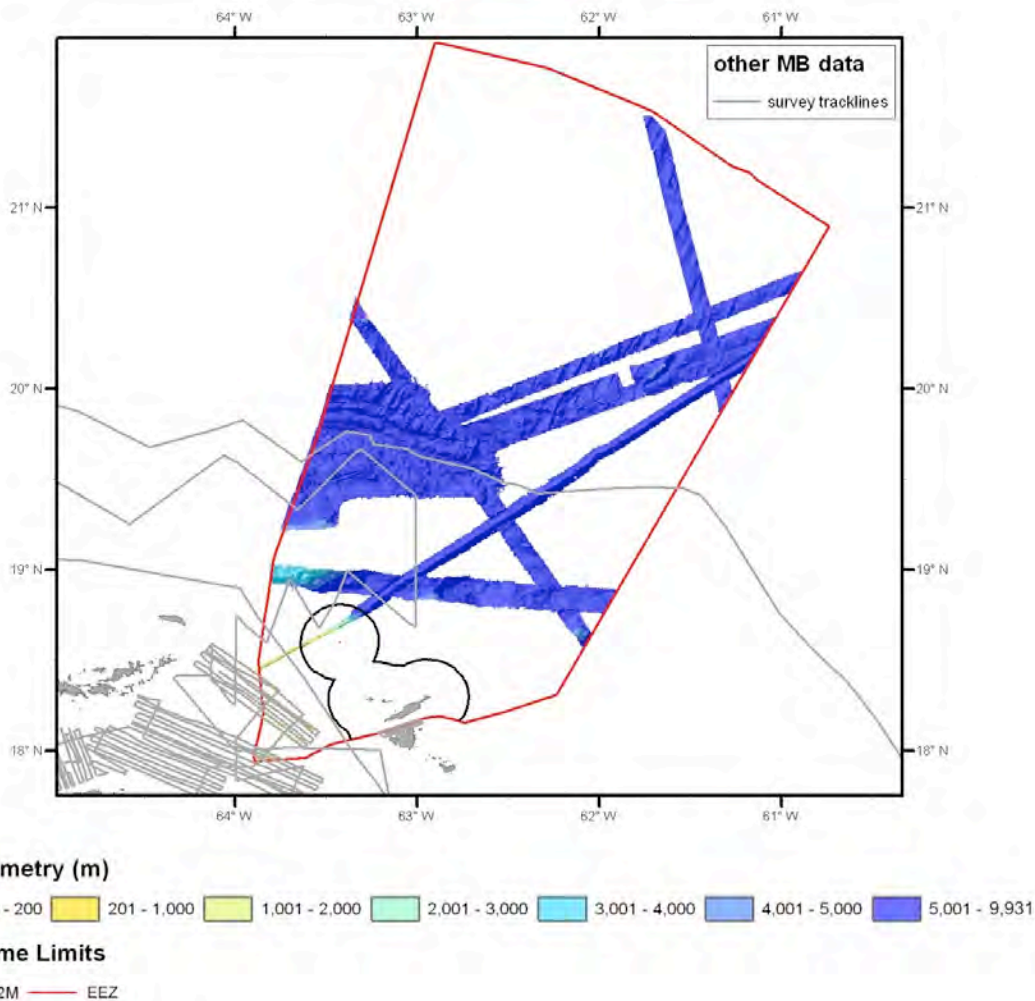 64° W 63° W 62° W 61° W
other MB data
survey tracklines
21° N 21° N
20° N 20° N
19° N 19° N
18° N 18° N
64° W 63° W 62° W 61° W
metry (m)
- 200 201 - 1,000 1,001 - 2,000 2,001 - 3,000 3,001 - 4,000 4,001 - 5,000 5,001 - 9,931
me Limits
2M EEZ